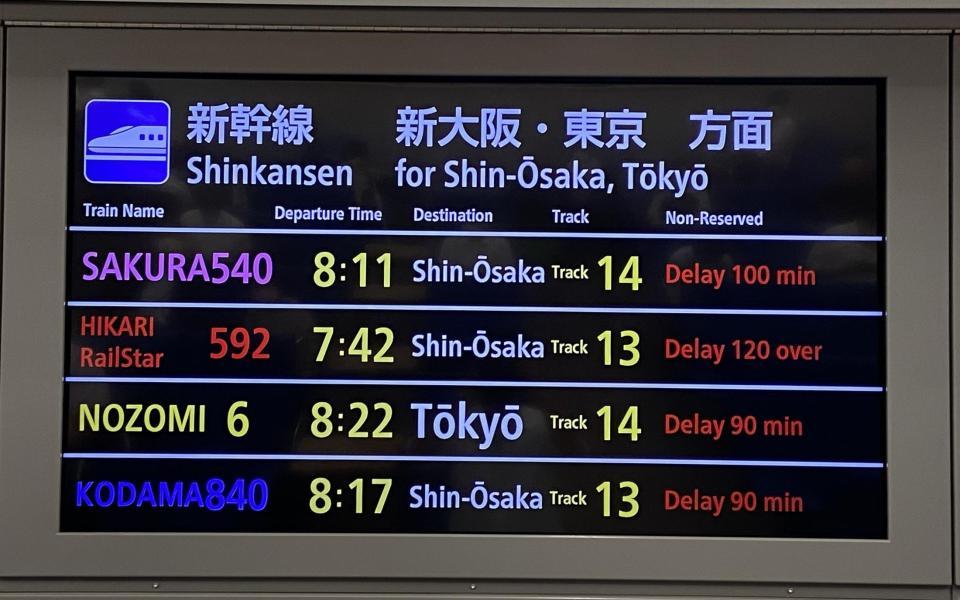 新幹線 新大阪・東京 方面
Shinkansen for Shin-Ōsaka, Tōkyō
Train Name Departure Time Destination Track Non-Reserved
SAKURA540 8:11 Shin-Ōsaka Track 14 Delay 100 min
HIKARI RailStar 592 7:42 Shin-Ōsaka Track 13 Delay 120 over
NOZOMI 6 8:22 Tōkyō Track 14 Delay 90 min
KODAMA840 8:17 Shin-Ōsaka Track 13 Delay 90 min